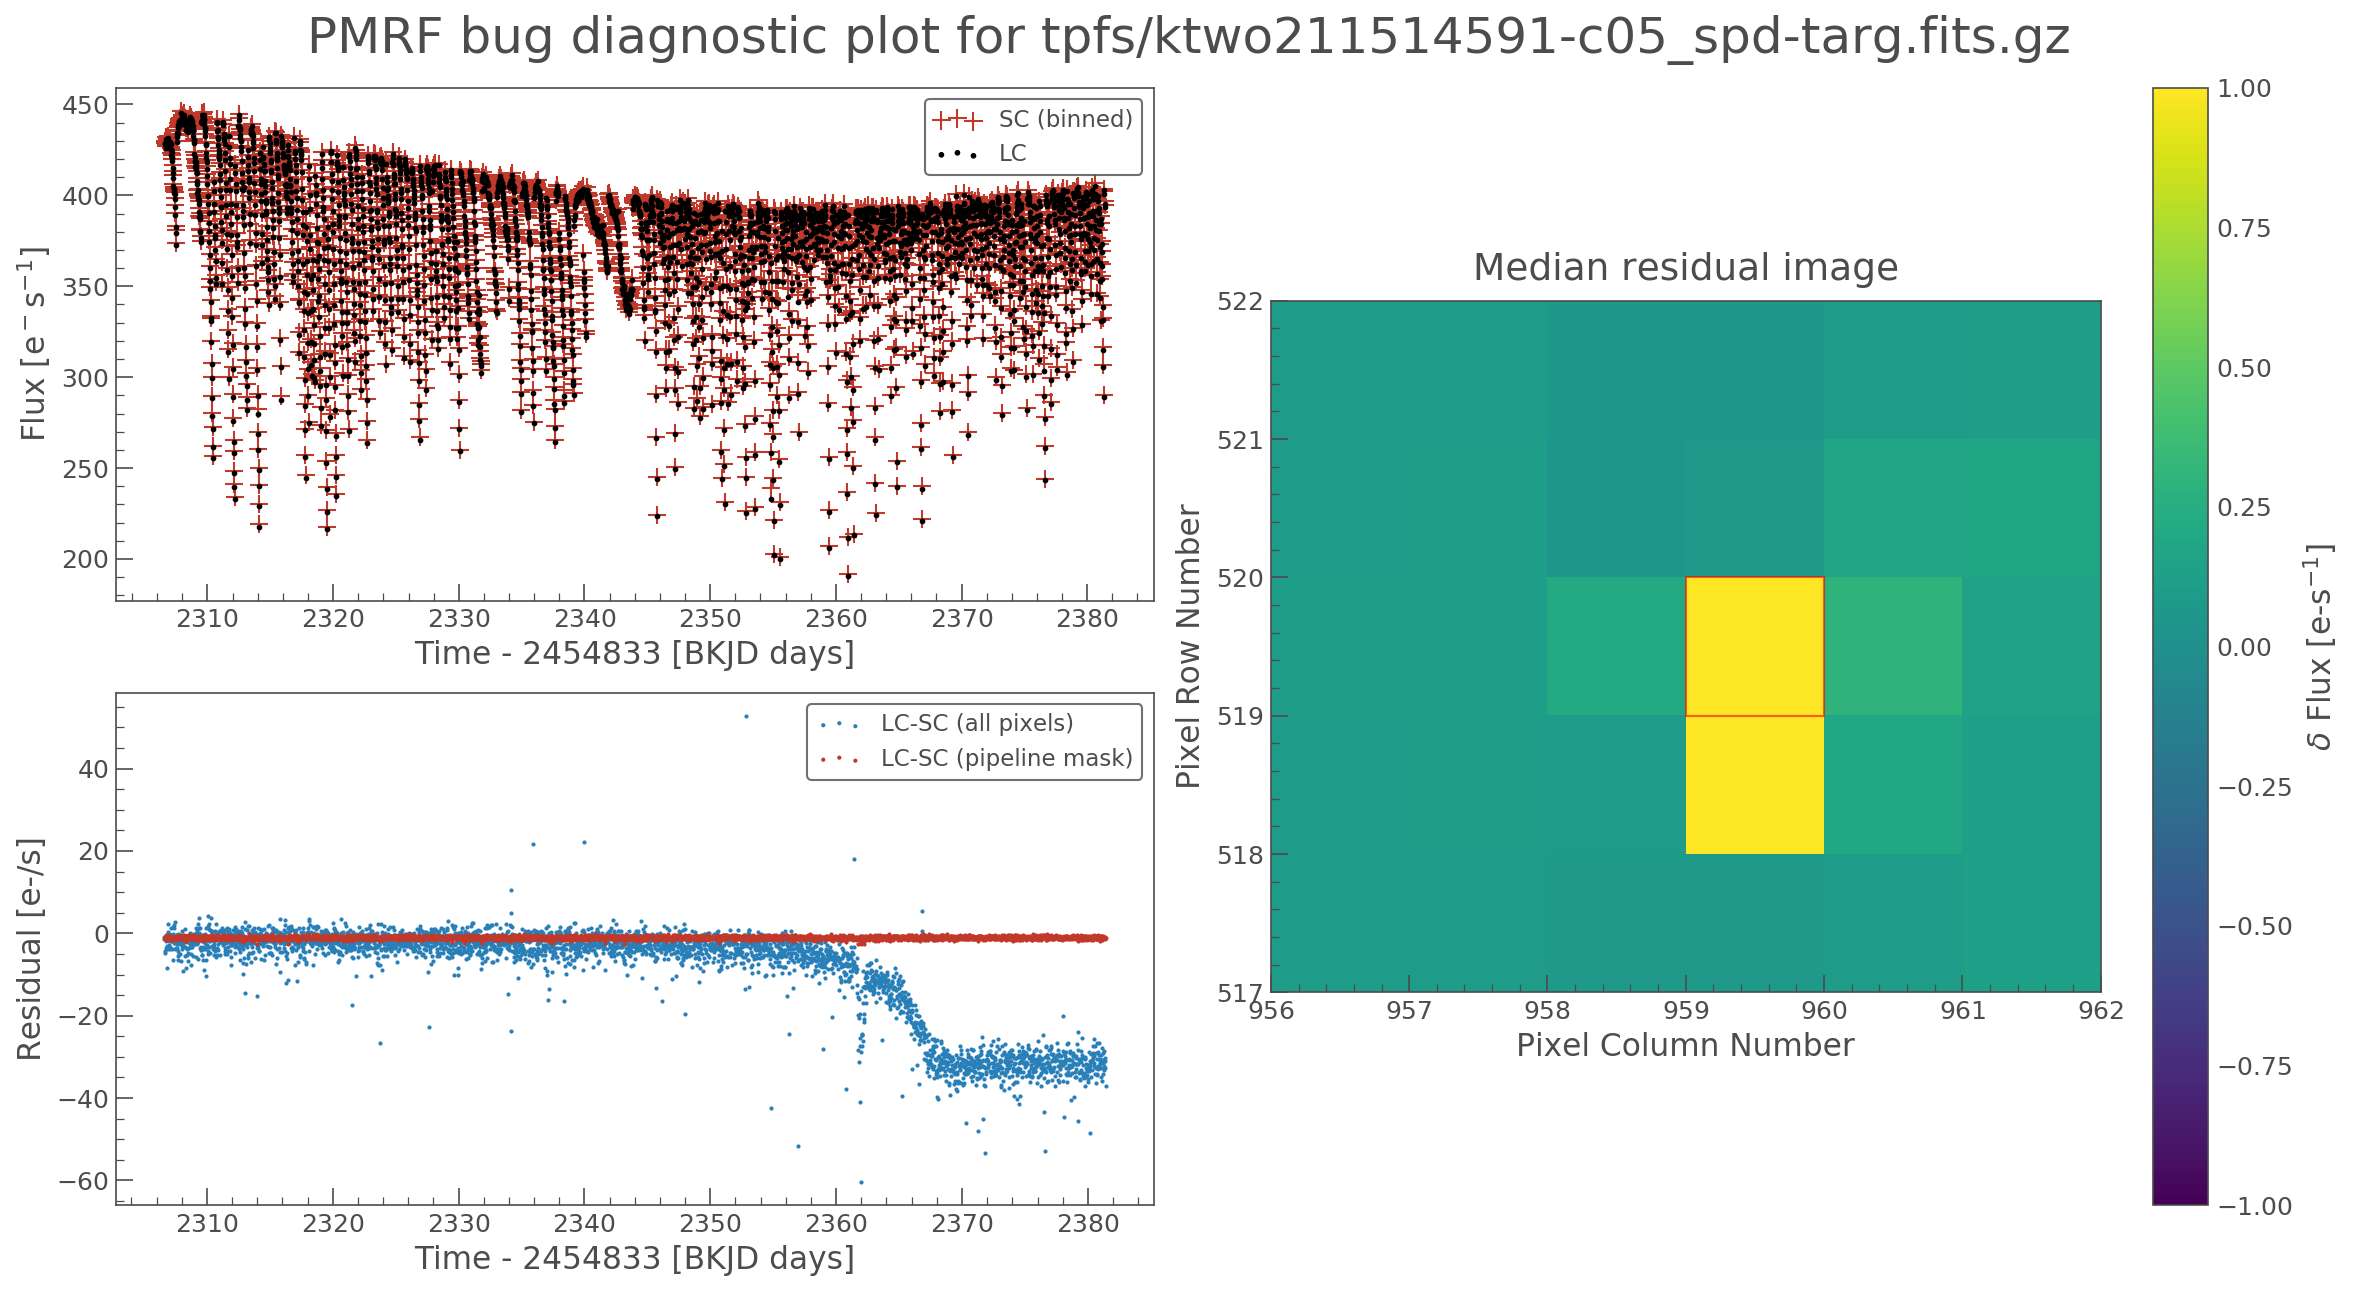 PMRF bug diagnostic plot for tpfs/ktwo211514591-c05_spd-targ.fits.gz
450
400
350
300
250
200
Flux [e⁻s⁻¹]
SC (binned)
LC
2310 2320 2330 2340 2350 2360 2370 2380
Time - 2454833 [BKJD days]
40
20
0
−20
−40
−60
Residual [e-/s]
LC-SC (all pixels)
LC-SC (pipeline mask)
2310 2320 2330 2340 2350 2360 2370 2380
Time - 2454833 [BKJD days]
Median residual image
522
521
520
519
518
517
Pixel Row Number
956 957 958 959 960 961 962
Pixel Column Number
1.00
0.75
0.50
0.25
0.00
−0.25
−0.50
−0.75
−1.00
δ Flux [e-s⁻¹]